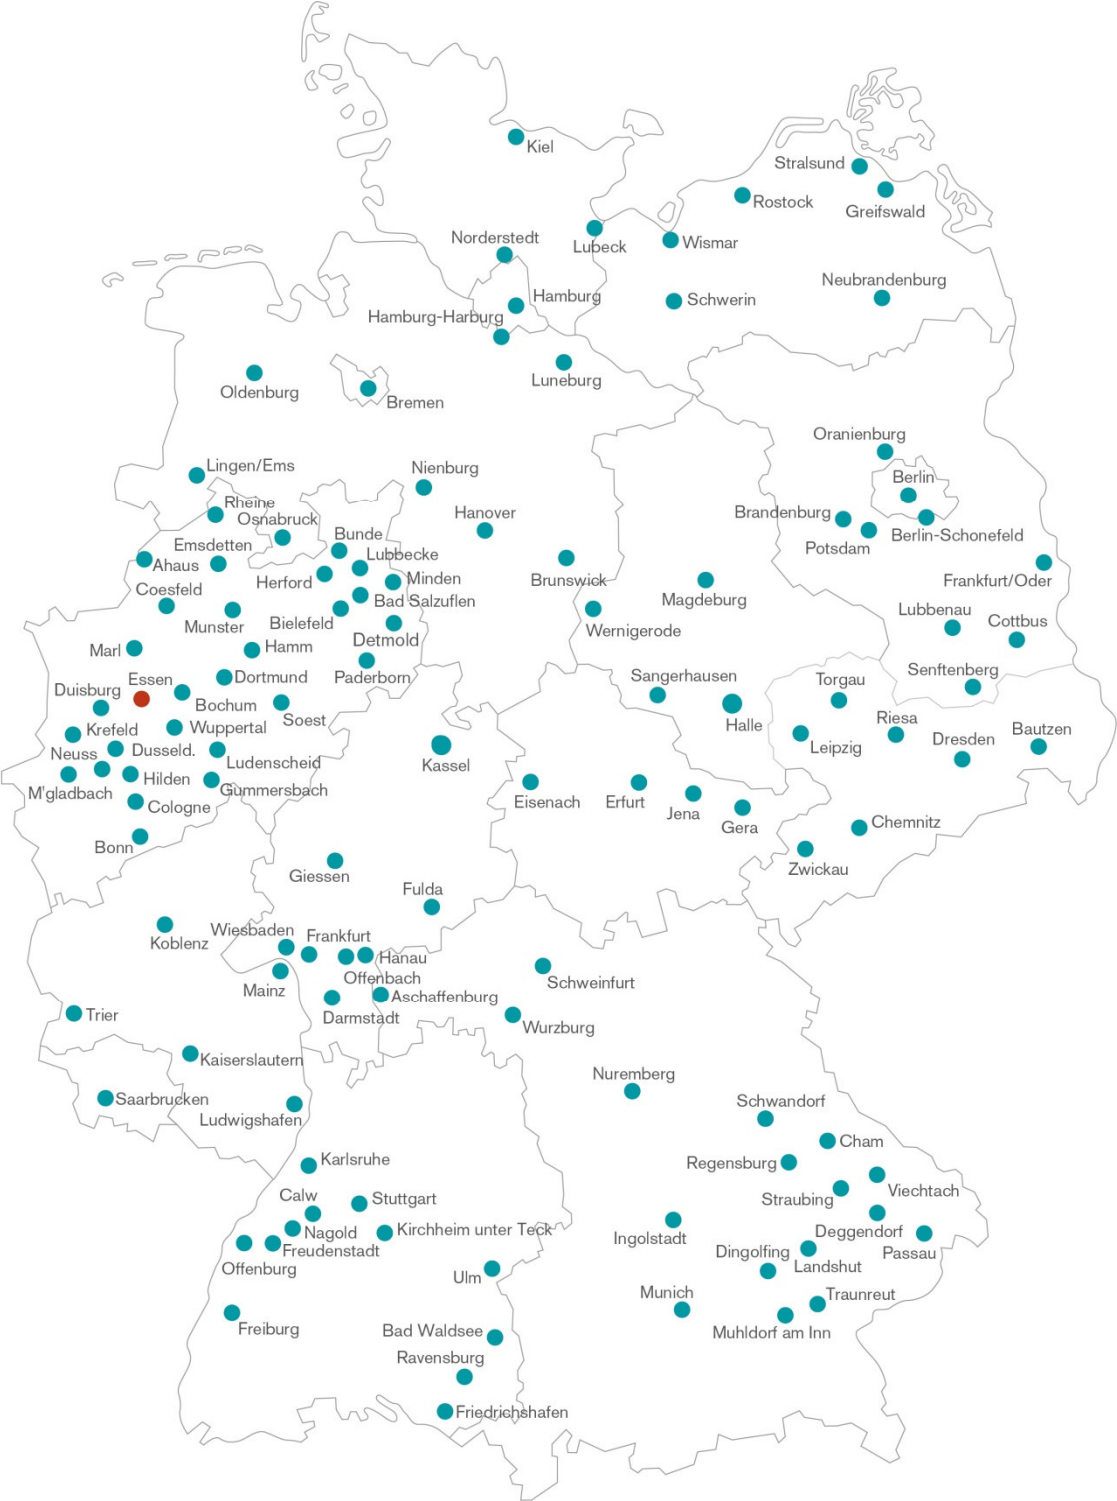 Kiel
Stralsund
Rostock
Greifswald
Norderstedt
Lubeck
Wismar
Neubrandenburg
Hamburg
Schwerin
Hamburg-Harburg
Luneburg
Oldenburg
Bremen
Oranienburg
Lingen/Ems
Nienburg
Berlin
Rheine
Osnabruck
Hanover
Brandenburg
Bunde
Berlin-Schonefeld
Emsdetten
Potsdam
Lubbecke
Ahaus
Herford
Minden
Brunswick
Frankfurt/Oder
Coesfeld
Bad Salzuflen
Magdeburg
Lubbenau
Munster
Bielefeld
Wernigerode
Cottbus
Detmold
Marl
Hamm
Paderborn
Sangerhausen
Senftenberg
Essen
Dortmund
Torgau
Duisburg
Bochum
Soest
Halle
Riesa
Krefeld
Wuppertal
Bautzen
Neuss
Dusseld.
Leipzig
Dresden
Ludenscheid
Kassel
Hilden
Gummersbach
M'gladbach
Cologne
Eisenach
Erfurt
Jena
Gera
Chemnitz
Bonn
Zwickau
Giessen
Fulda
Wiesbaden
Frankfurt
Koblenz
Hanau
Offenbach
Schweinfurt
Mainz
Aschaffenburg
Trier
Darmstadt
Wurzburg
Kaiserslautern
Nuremberg
Saarbrucken
Schwandorf
Ludwigshafen
Cham
Karlsruhe
Regensburg
Viechtach
Calw
Stuttgart
Straubing
Nagold
Kirchheim unter Teck
Deggendorf
Ingolstadt
Freudenstadt
Dingolfing
Passau
Offenburg
Landshut
Ulm
Munich
Traunreut
Freiburg
Bad Waldsee
Muhldorf am Inn
Ravensburg
Friedrichshafen